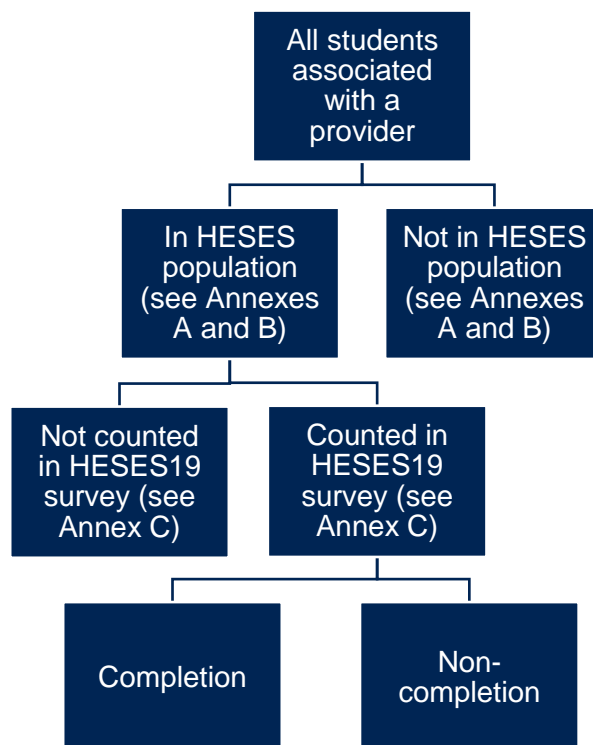 All students
associated
with a
provider
In HESES
population
(see Annexes
A and B)
Not in HESES
population
(see Annexes
A and B)
Not counted
in HESES19
survey (see
Annex C)
Counted in
HESES19
survey (see
Annex C)
Completion
Non-
completion